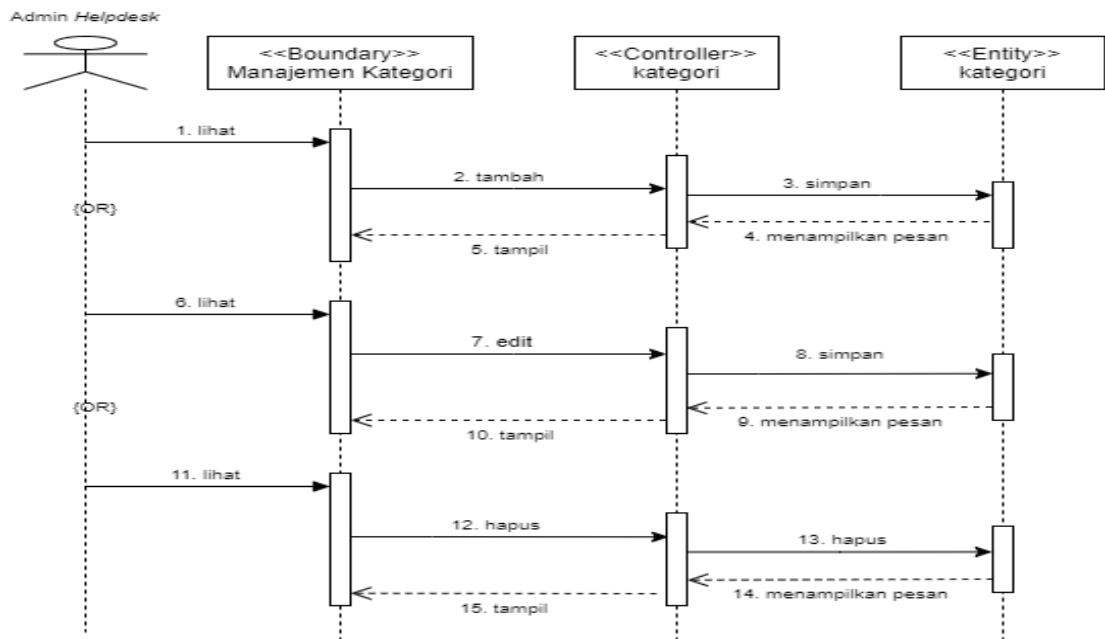 Admin Helpdesk
<<Boundary>>
Manajemen Kategori
<<Controller>>
kategori
<<Entity>>
kategori
1. lihat
2. tambah
3. simpan
{OR}
4. menampilkan pesan
5. tampil
6. lihat
7. edit
8. simpan
{OR}
9. menampilkan pesan
10. tampil
11. lihat
12. hapus
13. hapus
14. menampilkan pesan
15. tampil